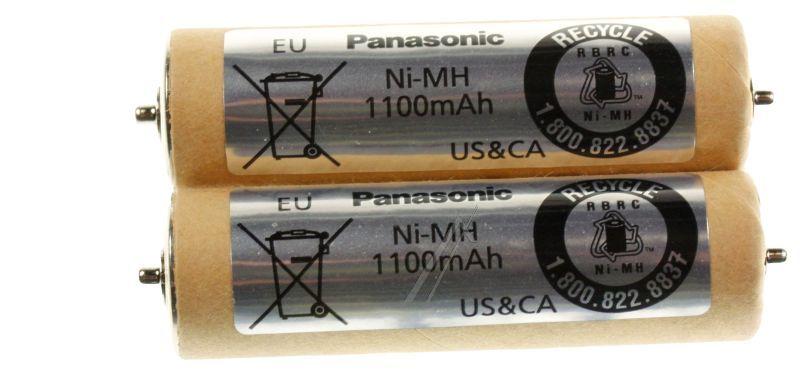 EU Panasonic
Ni-MH
1100mAh
US&CA
RECYCLE
RBRC
Ni-MH
1.800.822.8837
EU Panasonic
Ni-MH
1100mAh
US&CA
RECYCLE
RBRC
Ni-MH
1.800.822.8837